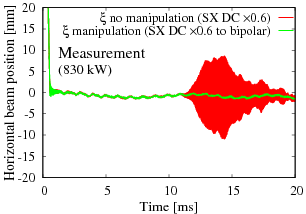 Horizontal beam position [mm]
20
15
10
5
0
-5
-10
-15
-20
ξ no manipulation (SX DC ×0.6)
ξ manipulation (SX DC ×0.6 to bipolar)
Measurement
(830 kW)
0 5 10 15 20
Time [ms]